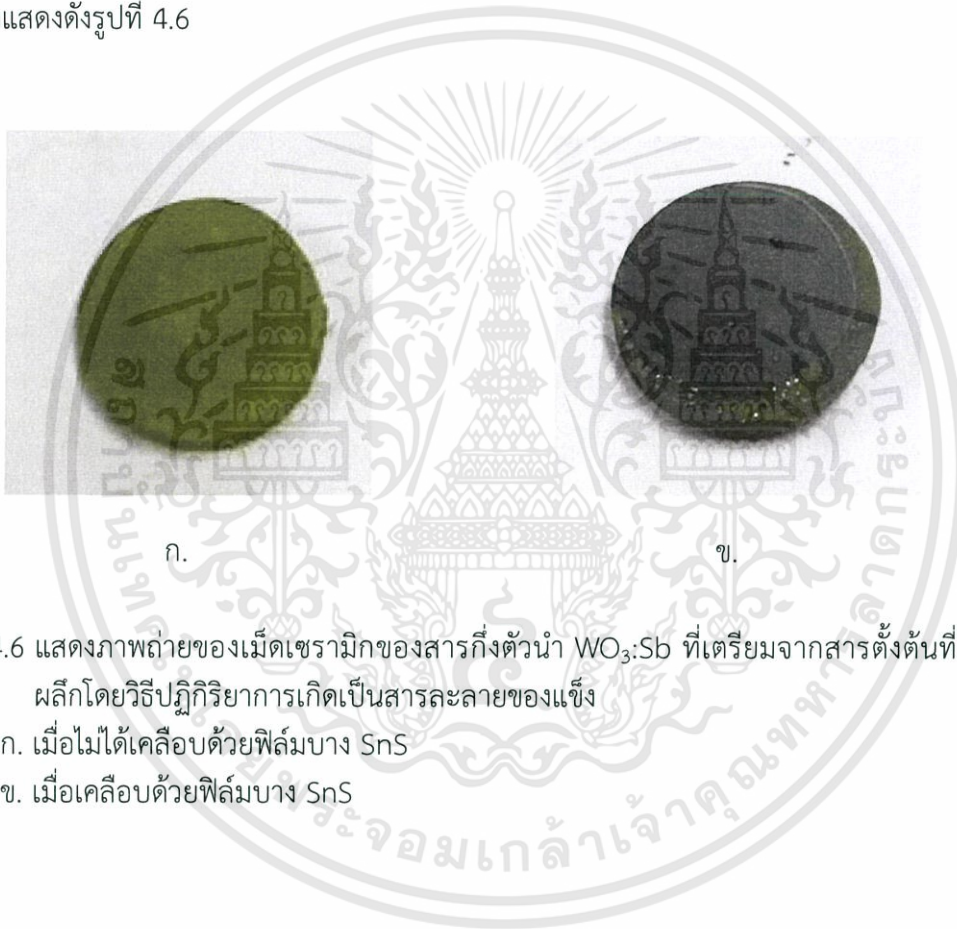 แสดงดังรูปที่ 4.6
ก.
ข.
4.6 แสดงภาพถ่ายของเม็ดเซรามิกของสารกึ่งตัวนำ WO₃:Sb ที่เตรียมจากสารตั้งต้นที่
ผลึกโดยวิธีปฏิกิริยาการเกิดเป็นสารละลายของแข็ง
ก. เมื่อไม่ได้เคลือบด้วยฟิล์มบาง SnS
ข. เมื่อเคลือบด้วยฟิล์มบาง SnS